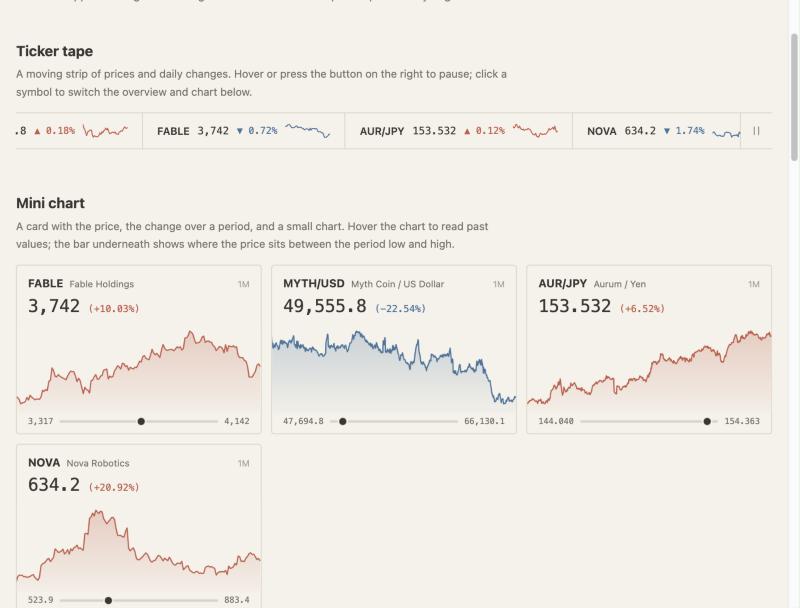 Ticker tape
A moving strip of prices and daily changes. Hover or press the button on the right to pause; click a
symbol to switch the overview and chart below.
.8 ▲ 0.18% FABLE 3,742 ▼ 0.72% AUR/JPY 153.532 ▲ 0.12% NOVA 634.2 ▼ 1.74%
Mini chart
A card with the price, the change over a period, and a small chart. Hover the chart to read past
values; the bar underneath shows where the price sits between the period low and high.
FABLE Fable Holdings 1M
3,742 (+10.03%)
3,317 4,142
MYTH/USD Myth Coin / US Dollar 1M
49,555.8 (−22.54%)
47,694.8 66,130.1
AUR/JPY Aurum / Yen 1M
153.532 (+6.52%)
144.040 154.363
NOVA Nova Robotics 1M
634.2 (+20.92%)
523.9 883.4